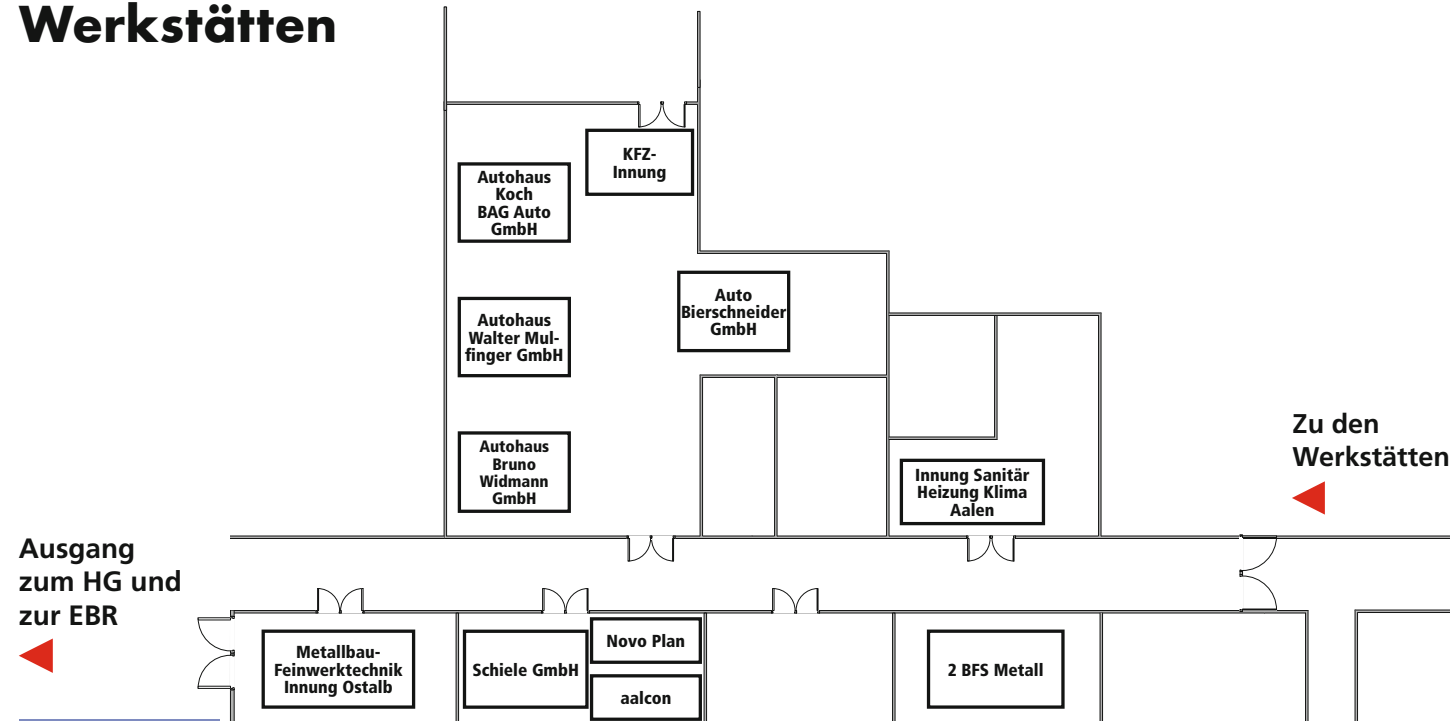 Werkstätten
KFZ-
Innung
Autohaus
Koch
BAG Auto
GmbH
Auto
Bierschneider
GmbH
Autohaus
Walter Mul-
finger GmbH
Autohaus
Bruno
Widmann
GmbH
Innung Sanitär
Heizung Klima
Aalen
Zu den
Werkstätten
Ausgang
zum HG und
zur EBR
Metallbau-
Feinwerktechnik
Innung Ostalb
Schiele GmbH
Novo Plan
aalcon
2 BFS Metall